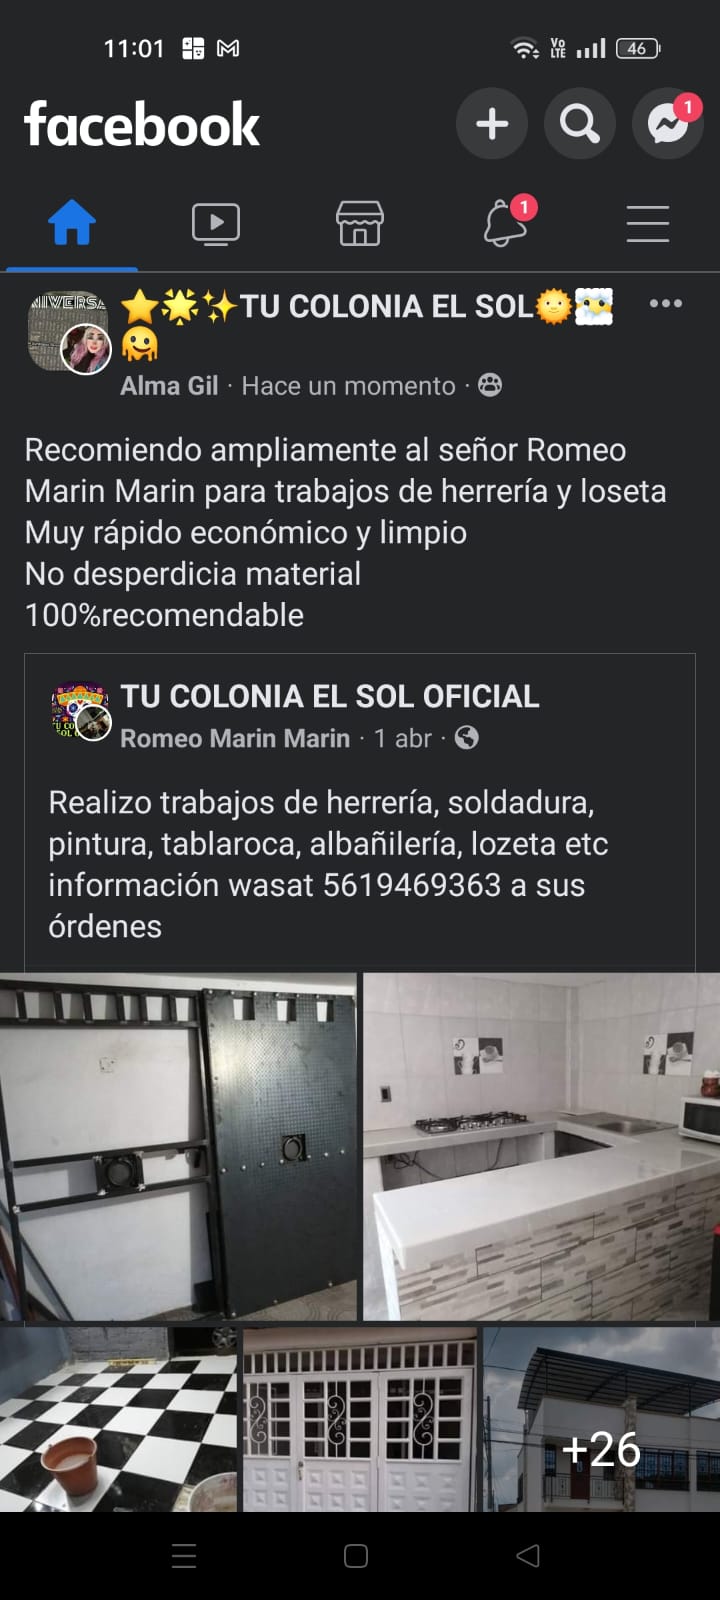 11:01
Vo
LTE
46
facebook
1
1
NIVERSA
⭐🌟✨TU COLONIA EL SOL🌞
Alma Gil · Hace un momento ·
Recomiendo ampliamente al señor Romeo
Marin Marin para trabajos de herrería y loseta
Muy rápido económico y limpio
No desperdicia material
100%recomendable
TU COLONIA EL SOL OFICIAL
Romeo Marin Marin · 1 abr ·
Realizo trabajos de herrería, soldadura,
pintura, tablaroca, albañilería, lozeta etc
información wasat 5619469363 a sus
órdenes
+26